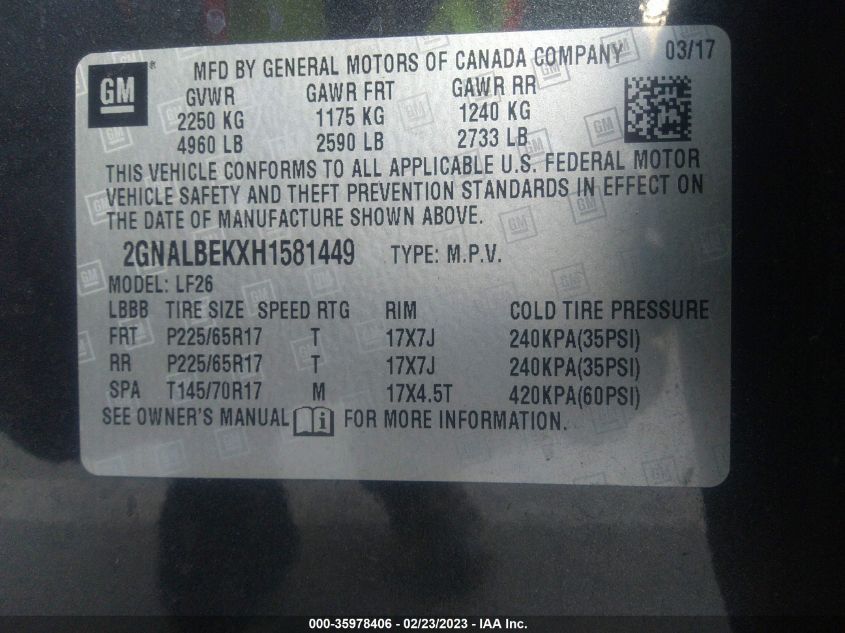 GM ® MFD BY GENERAL MOTORS OF CANADA COMPANY 03/17
GVWR GAWR FRT GAWR RR
2250 KG 1175 KG 1240 KG
4960 LB 2590 LB 2733 LB
THIS VEHICLE CONFORMS TO ALL APPLICABLE U.S. FEDERAL MOTOR
VEHICLE SAFETY AND THEFT PREVENTION STANDARDS IN EFFECT ON
THE DATE OF MANUFACTURE SHOWN ABOVE.
2GNALBEKXH1581449 TYPE: M.P.V.
MODEL: LF26
LBBB TIRE SIZE SPEED RTG RIM COLD TIRE PRESSURE
FRT P225/65R17 T 17X7J 240KPA(35PSI)
RR P225/65R17 T 17X7J 240KPA(35PSI)
SPA T145/70R17 M 17X4.5T 420KPA(60PSI)
SEE OWNER'S MANUAL i FOR MORE INFORMATION.
000-35978406 - 02/23/2023 - IAA Inc.